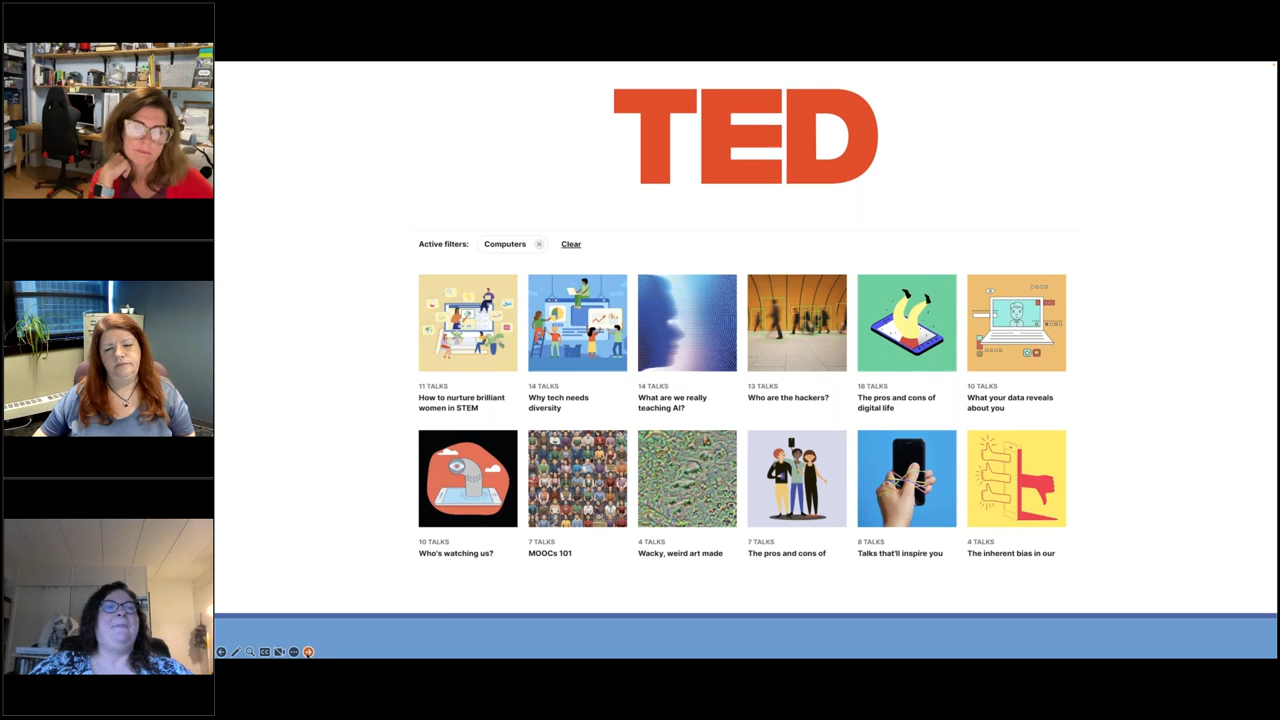 TED
Active filters:
Computers
Clear
11 TALKS
How to nurture brilliant
women in STEM
14 TALKS
Why tech needs
diversity
14 TALKS
What are we really
teaching AI?
13 TALKS
Who are the hackers?
18 TALKS
The pros and cons of
digital life
10 TALKS
What your data reveals
about you
10 TALKS
Who's watching us?
7 TALKS
MOOCs 101
4 TALKS
Wacky, weird art made
7 TALKS
The pros and cons of
8 TALKS
Talks that'll inspire you
4 TALKS
The inherent bias in our
CC